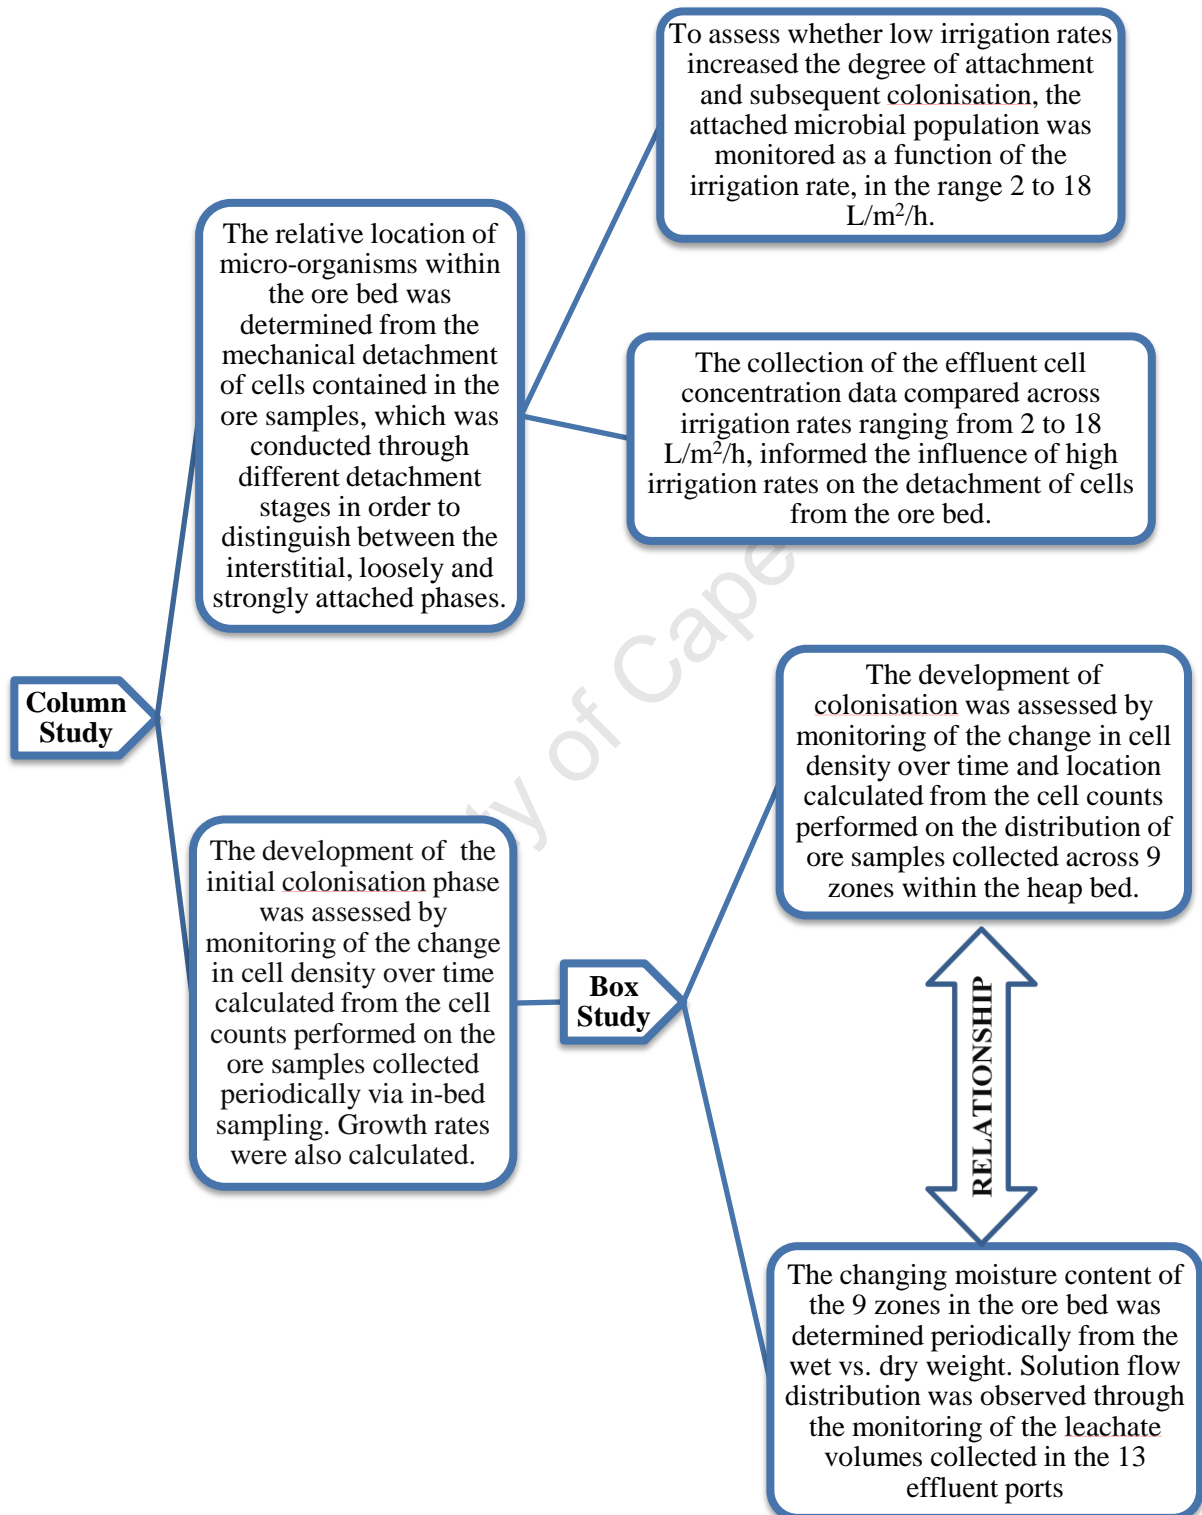 To assess whether low irrigation rates
increased the degree of attachment
and subsequent colonisation, the
attached microbial population was
monitored as a function of the
irrigation rate, in the range 2 to 18
L/m²/h.
The relative location of
micro-organisms within
the ore bed was
determined from the
mechanical detachment
of cells contained in the
ore samples, which was
conducted through
different detachment
stages in order to
distinguish between the
interstitial, loosely and
strongly attached phases.
The collection of the effluent cell
concentration data compared across
irrigation rates ranging from 2 to 18
L/m²/h, informed the influence of high
irrigation rates on the detachment of cells
from the ore bed.
Column
Study
The development of the
initial colonisation phase
was assessed by
monitoring of the change
in cell density over time
calculated from the cell
counts performed on the
ore samples collected
periodically via in-bed
sampling. Growth rates
were also calculated.
Box
Study
The development of
colonisation was assessed by
monitoring of the change in cell
density over time and location
calculated from the cell counts
performed on the distribution of
ore samples collected across 9
zones within the heap bed.
RELATIONSHIP
The changing moisture content of
the 9 zones in the ore bed was
determined periodically from the
wet vs. dry weight. Solution flow
distribution was observed through
the monitoring of the leachate
volumes collected in the 13
effluent ports
ty of Cape